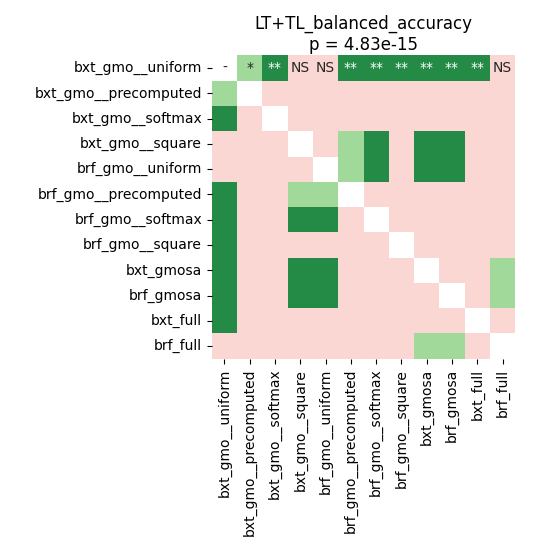 LT+TL_balanced_accuracy
p = 4.83e-15
bxt_gmo__uniform - * ** NS NS ** ** ** ** ** ** NS
bxt_gmo__precomputed
bxt_gmo__softmax
bxt_gmo__square
brf_gmo__uniform
brf_gmo__precomputed
brf_gmo__softmax
brf_gmo__square
bxt_gmosa
brf_gmosa
bxt_full
brf_full
bxt_gmo__uniform
bxt_gmo__precomputed
bxt_gmo__softmax
bxt_gmo__square
brf_gmo__uniform
brf_gmo__precomputed
brf_gmo__softmax
brf_gmo__square
bxt_gmosa
brf_gmosa
bxt_full
brf_full